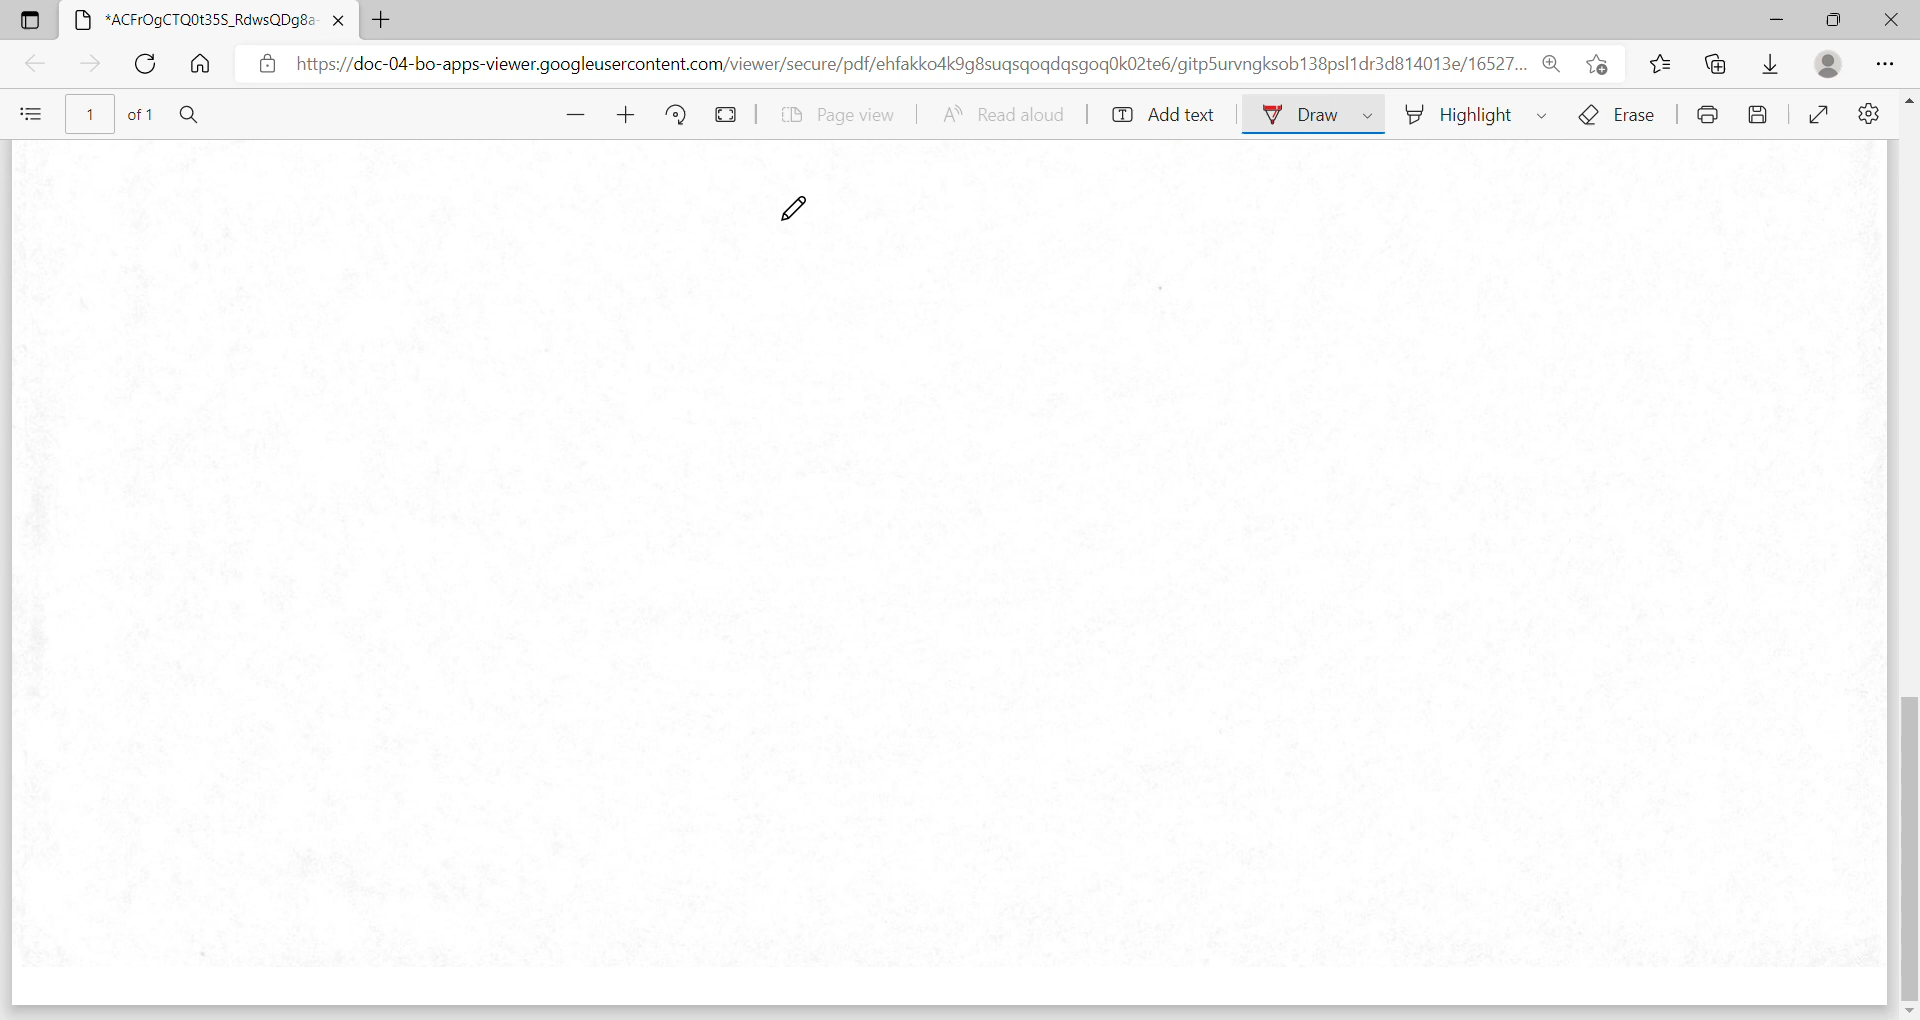 *ACFrOgCTQ0t35S_RdwsQDg8a-
https://doc-04-bo-apps-viewer.googleusercontent.com/viewer/secure/pdf/ehfakko4k9g8suqsqoqdqsgoq0k02te6/gitp5urvngksob138psl1dr3d814013e/16527...
1 of 1 Page view Read aloud Add text Draw Highlight Erase